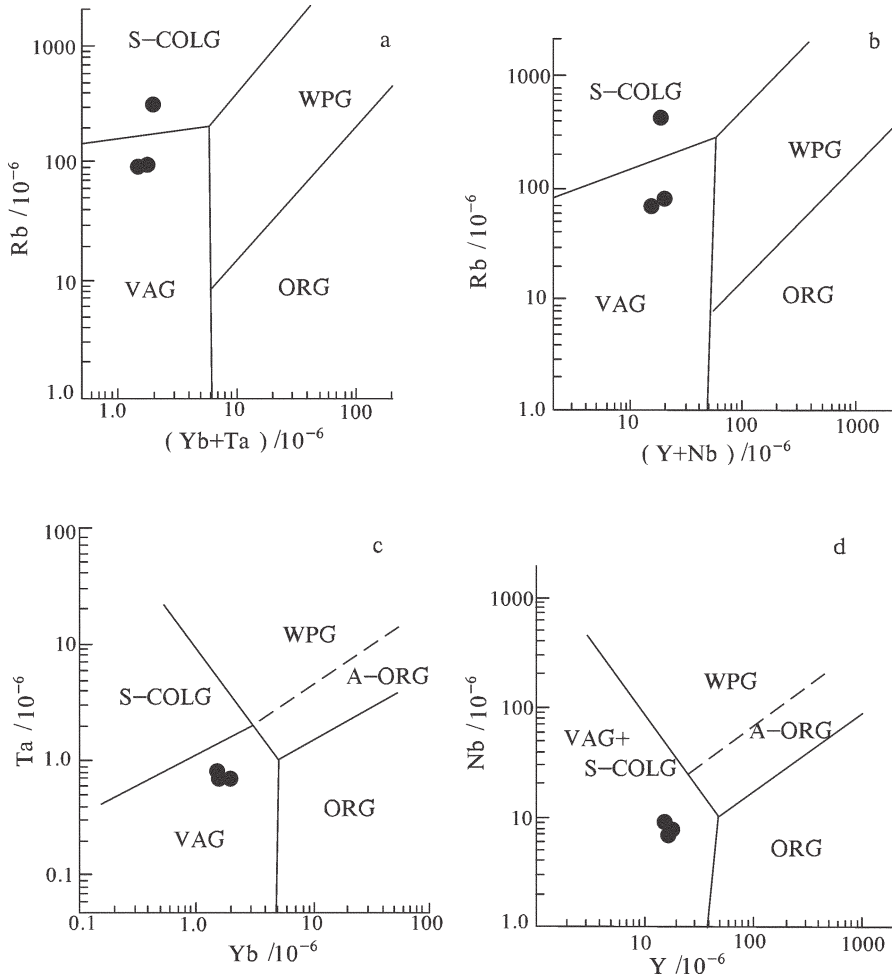 a
S−COLG
WPG
VAG
ORG
1000
100
10
1.0
Rb /10⁻⁶
1.0
10
100
( Yb+Ta ) /10⁻⁶
b
S−COLG
WPG
VAG
ORG
1000
100
10
1.0
Rb /10⁻⁶
10
100
1000
( Y+Nb ) /10⁻⁶
c
WPG
A−ORG
S−COLG
VAG
ORG
100
10
1.0
0.1
Ta /10⁻⁶
0.1
1.0
10
100
Yb /10⁻⁶
d
WPG
A−ORG
VAG+
S−COLG
ORG
1000
100
10
1.0
Nb /10⁻⁶
10
100
1000
Y /10⁻⁶